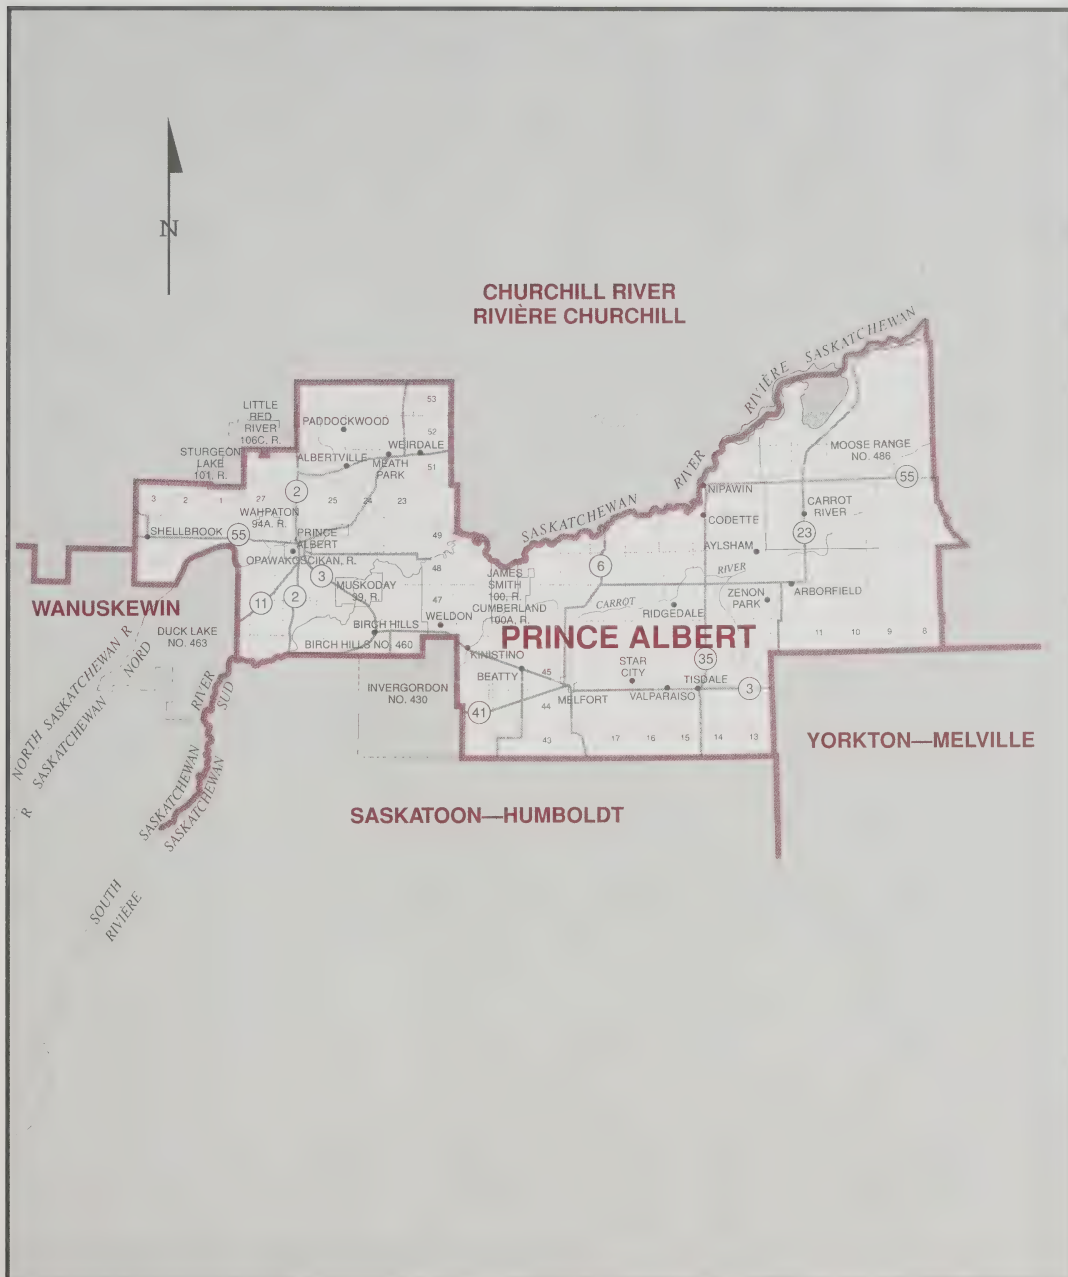 N
CHURCHILL RIVER
RIVIÈRE CHURCHILL
RIVIÈRE SASKATCHEWAN
SASKATCHEWAN RIVER
LITTLE
RED
RIVER
106C, R.
STURGEON
LAKE
101, R.
PADDOCKWOOD
53
52
51
WEIRDALE
ALBERTVILLE
MEATH
PARK
3 2 1 27 25 24 23
2
WAHPATON
94A, R.
SHELLBROOK
55
PRINCE
ALBERT
OPAWAKOSCIKAN, R.
49
48
47
3
MUSKODAY
99, R.
11
2
WELDON
BIRCH HILLS
BIRCH HILLS NO. 460
JAMES
SMITH
100, R.
CUMBERLAND
100A, R.
MOOSE RANGE
NO. 486
55
NIPAWIN
CODETTE
CARROT
RIVER
23
AYLSHAM
6
CARROT RIVER
ARBORFIELD
ZENON
PARK
RIDGEDALE
WANUSKEWIN
DUCK LAKE
NO. 463
PRINCE ALBERT
11 10 9 8
KINISTINO
BEATTY
45
44
43
STAR
CITY
35
TISDALE
3
VALPARAISO
MELFORT
41
17 16 15 14 13
INVERGORDON
NO. 430
YORKTON—MELVILLE
SASKATOON—HUMBOLDT
NORTH SASKATCHEWAN R
R SASKATCHEWAN NORD
SASKATCHEWAN RIVER
SASKATCHEWAN SUD
SOUTH
RIVIÈRE